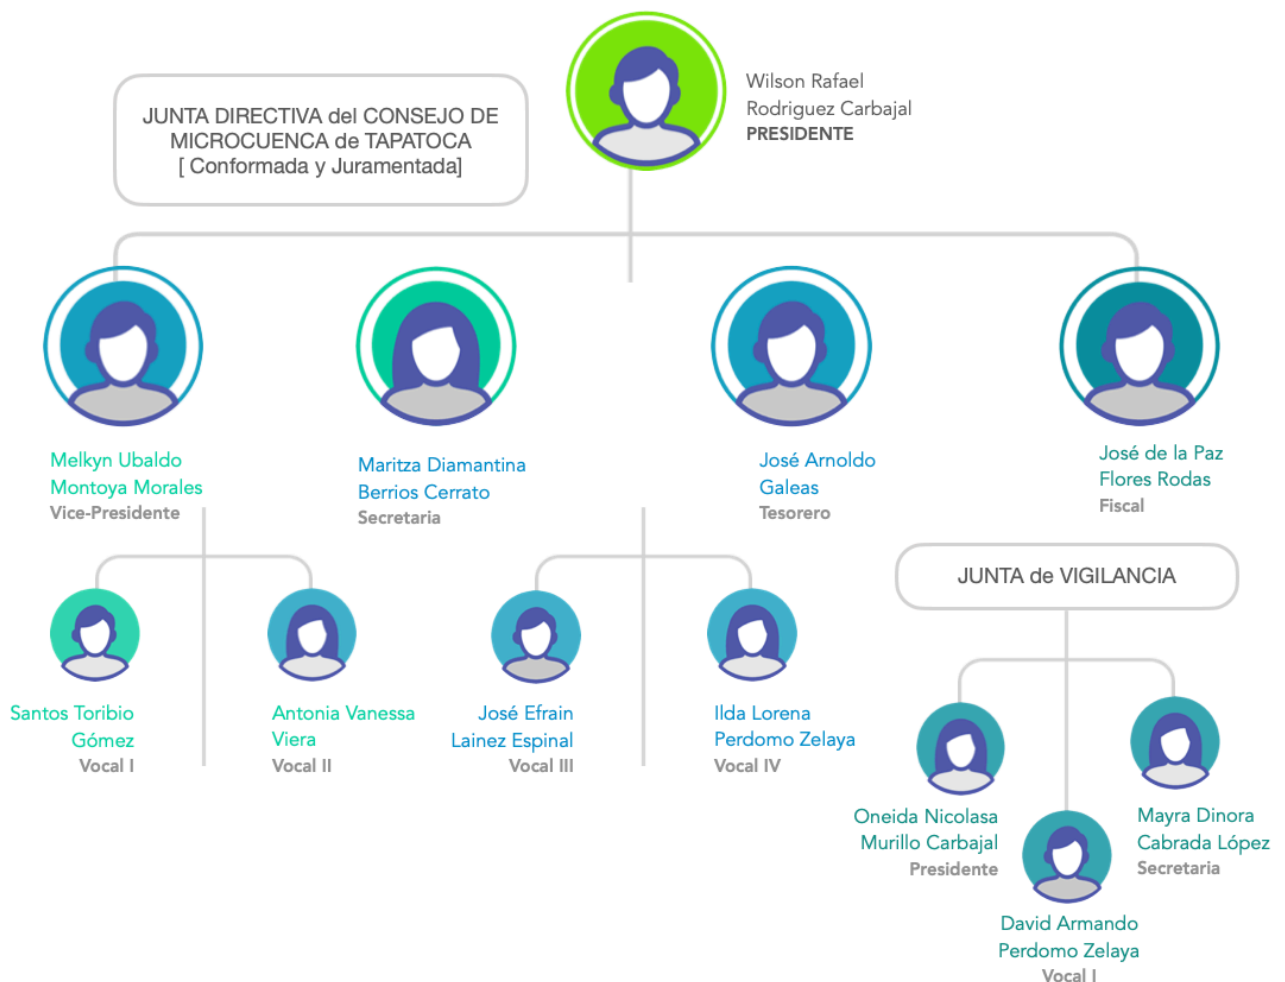 JUNTA DIRECTIVA del CONSEJO DE
MICROCUENCA de TAPATOCA
[ Conformada y Juramentada]
Wilson Rafael
Rodriguez Carbajal
PRESIDENTE
Melkyn Ubaldo
Montoya Morales
Vice-Presidente
Maritza Diamantina
Berrios Cerrato
Secretaria
José Arnoldo
Galeas
Tesorero
José de la Paz
Flores Rodas
Fiscal
Santos Toribio
Gómez
Vocal I
Antonia Vanessa
Viera
Vocal II
José Efrain
Lainez Espinal
Vocal III
Ilda Lorena
Perdomo Zelaya
Vocal IV
JUNTA de VIGILANCIA
Oneida Nicolasa
Murillo Carbajal
Presidente
Mayra Dinora
Cabrada López
Secretaria
David Armando
Perdomo Zelaya
Vocal I